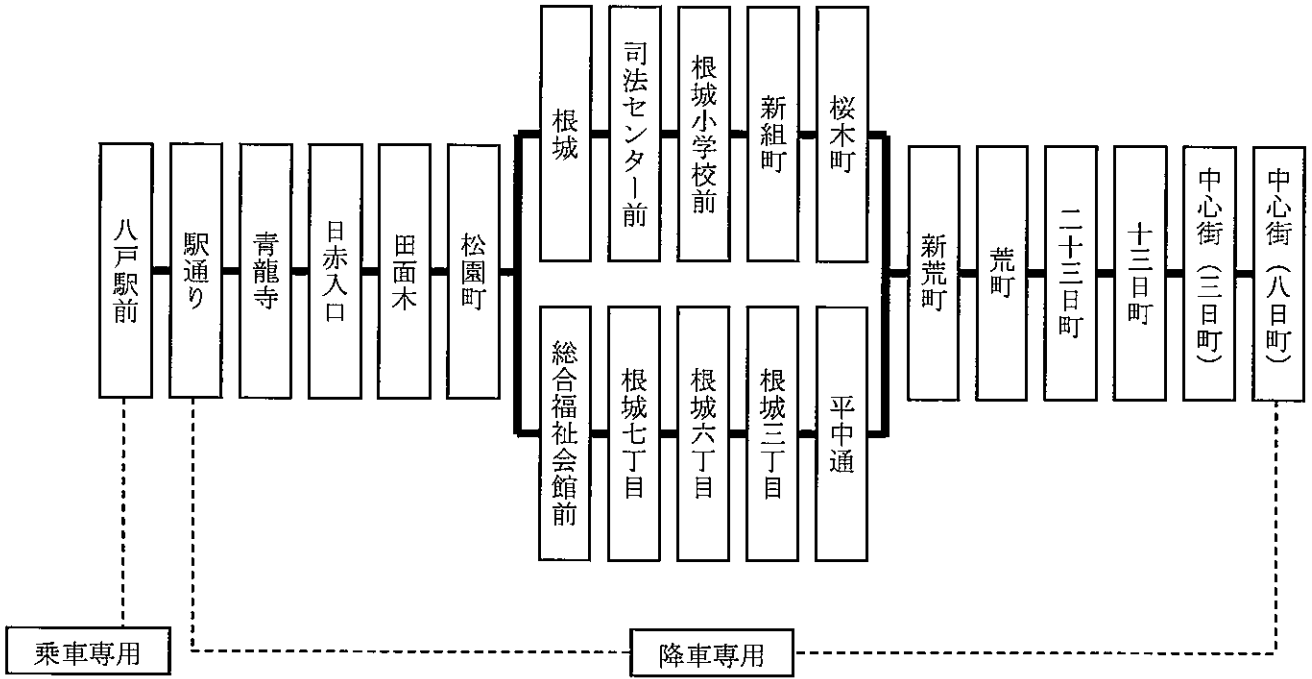 八戸駅前
駅通り
青龍寺
日赤入口
田面木
松園町
根城
司法センター前
根城小学校前
新組町
桜木町
総合福祉会館前
根城七丁目
根城六丁目
根城三丁目
平中通
新荒町
荒町
二十三日町
十三日町
中心街（三日町）
中心街（八日町）
乗車専用
降車専用